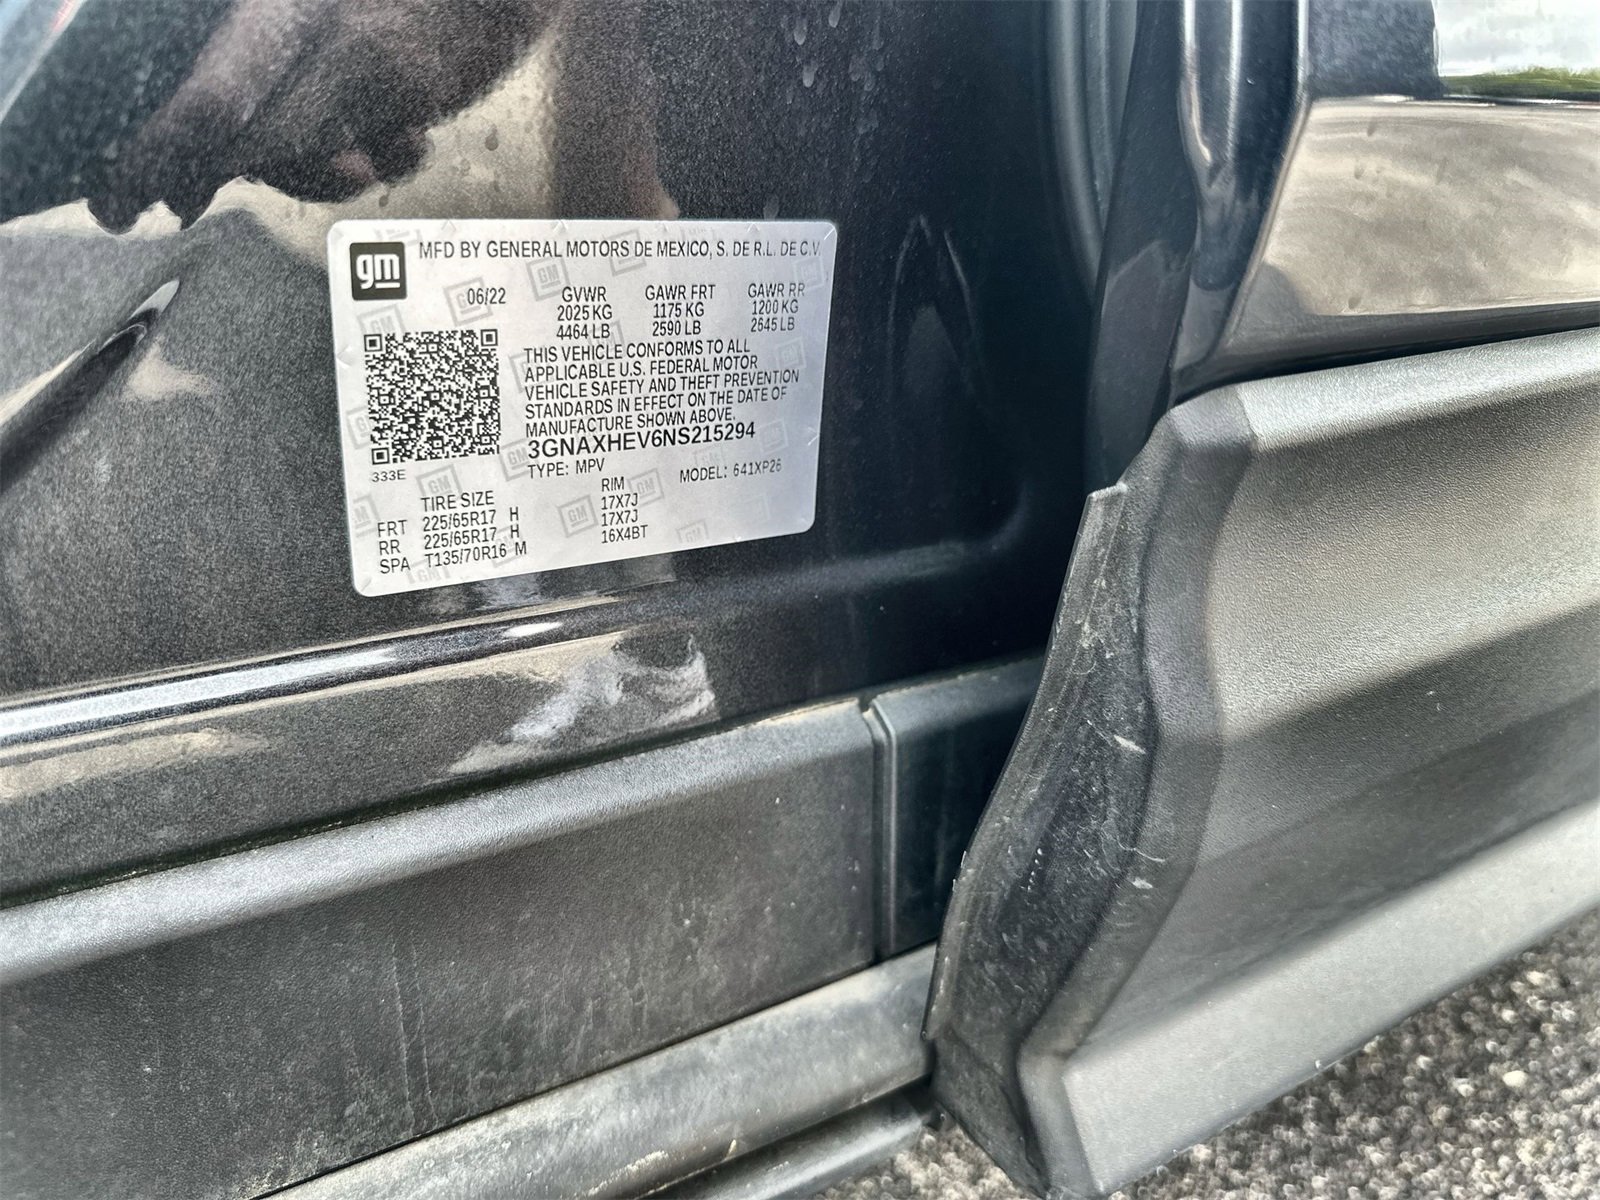 gm
MFD BY GENERAL MOTORS DE MEXICO, S. DE R.L. DE C.V.
06/22 GVWR GAWR FRT GAWR RR
2025 KG 1175 KG 1200 KG
4464 LB 2590 LB 2645 LB
THIS VEHICLE CONFORMS TO ALL
APPLICABLE U.S. FEDERAL MOTOR
VEHICLE SAFETY AND THEFT PREVENTION
STANDARDS IN EFFECT ON THE DATE OF
MANUFACTURE SHOWN ABOVE.
3GNAXHEV6NS215294
333E
TYPE: MPV MODEL: 641XP26
TIRE SIZE RIM
FRT 225/65R17 H 17X7J
RR 225/65R17 H 17X7J
SPA T135/70R16 M 16X4BT